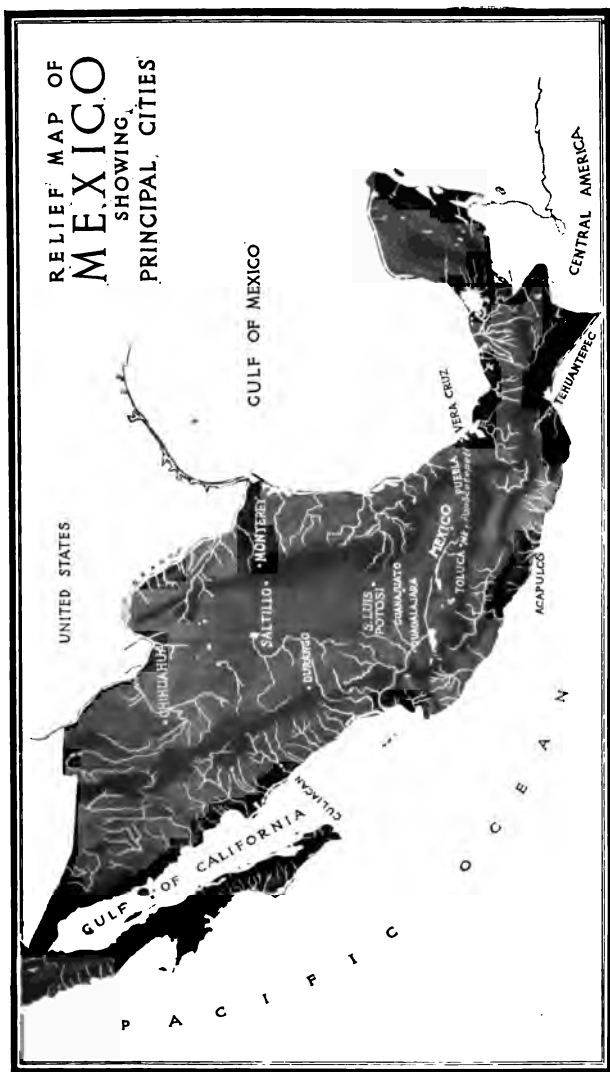 RELIEF MAP OF
MEXICO
SHOWING
PRINCIPAL CITIES
UNITED STATES
GULF OF MEXICO
CHIHUAHUA
MONTEREY
SALTILLO
DURANGO
CULIACAN
GULF OF CALIFORNIA
S. LUIS
POTOSI
GUANAJUATO
GUADALAJARA
MEXICO
TOLUCA
PUEBLA
VERA CRUZ
ACAPULCO
TEHUANTEPEC
CENTRAL AMERICA
PACIFIC OCEAN